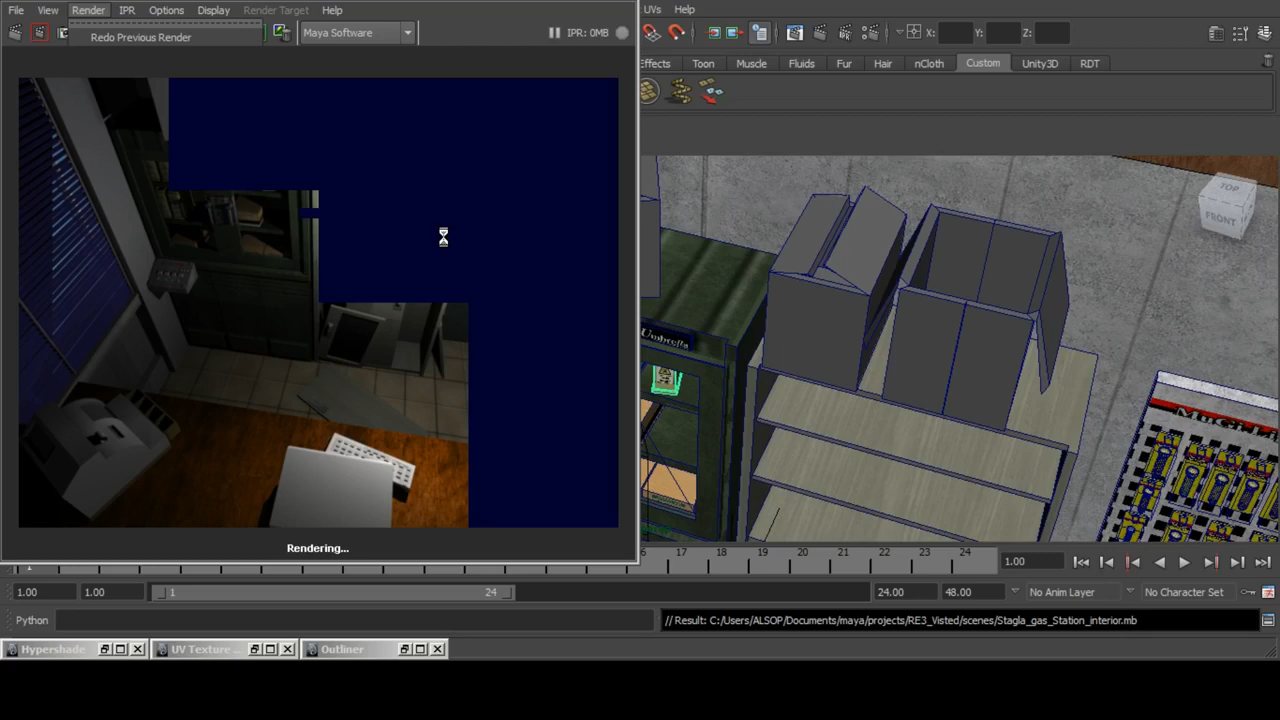 File View Render IPR Options Display Render Target Help
UVs Help
Redo Previous Render
Maya Software
IPR: 0MB
X: Y: Z:
Effects Toon Muscle Fluids Fur Hair nCloth Custom Unity3D RDT
TOP
FRONT
Umbrella
Rendering...
1
16 17 18 19 20 21 22 23 24
1.00
1.00 1.00 1 24 24.00 48.00 No Anim Layer No Character Set
Python
// Result: C:/Users/ALSOP/Documents/maya/projects/RE3_Visted/scenes/Stagla_gas_Station_interior.mb
Hypershade UV Texture ... Outliner